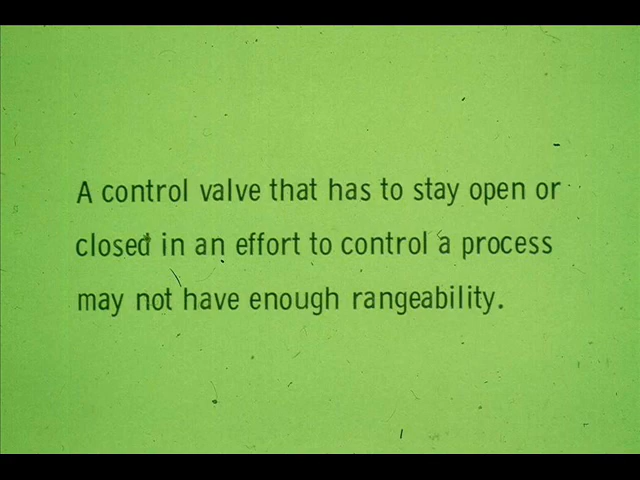 A control valve that has to stay open or
closed in an effort to control a process
may not have enough rangeability.